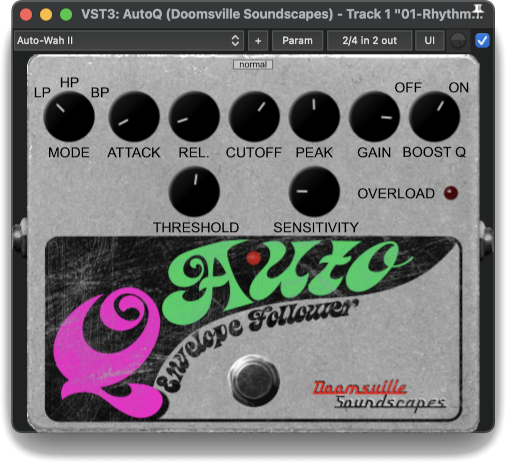 VST3: AutoQ (Doomsville Soundscapes) - Track 1 "01-Rhythm...
Auto-Wah II
+
Param
2/4 in 2 out
UI
normal
LP HP BP
OFF ON
MODE ATTACK REL. CUTOFF PEAK GAIN BOOST Q
OVERLOAD
THRESHOLD SENSITIVITY
Auto
Q
Envelope Follower
Doomsville
Soundscapes